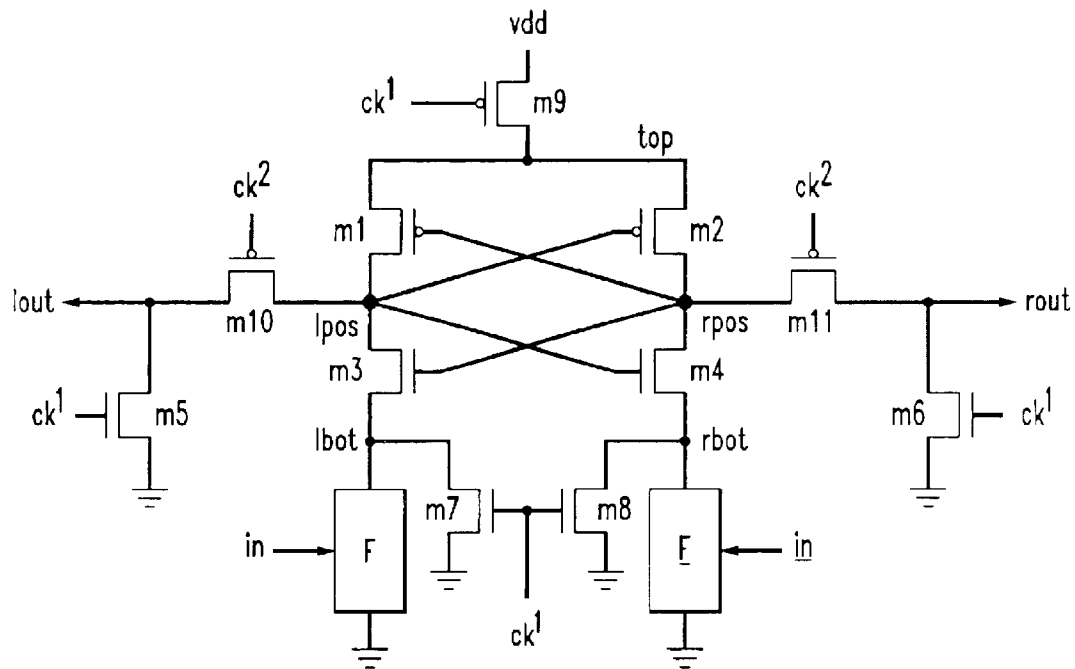 vdd
ck¹
m9
top
ck²
m1
m2
ck²
lout
m10
lpos
rpos
m11
rout
m3
m4
ck¹
m5
m6
ck¹
lbot
rbot
m7
m8
in
F
F
in
ck¹